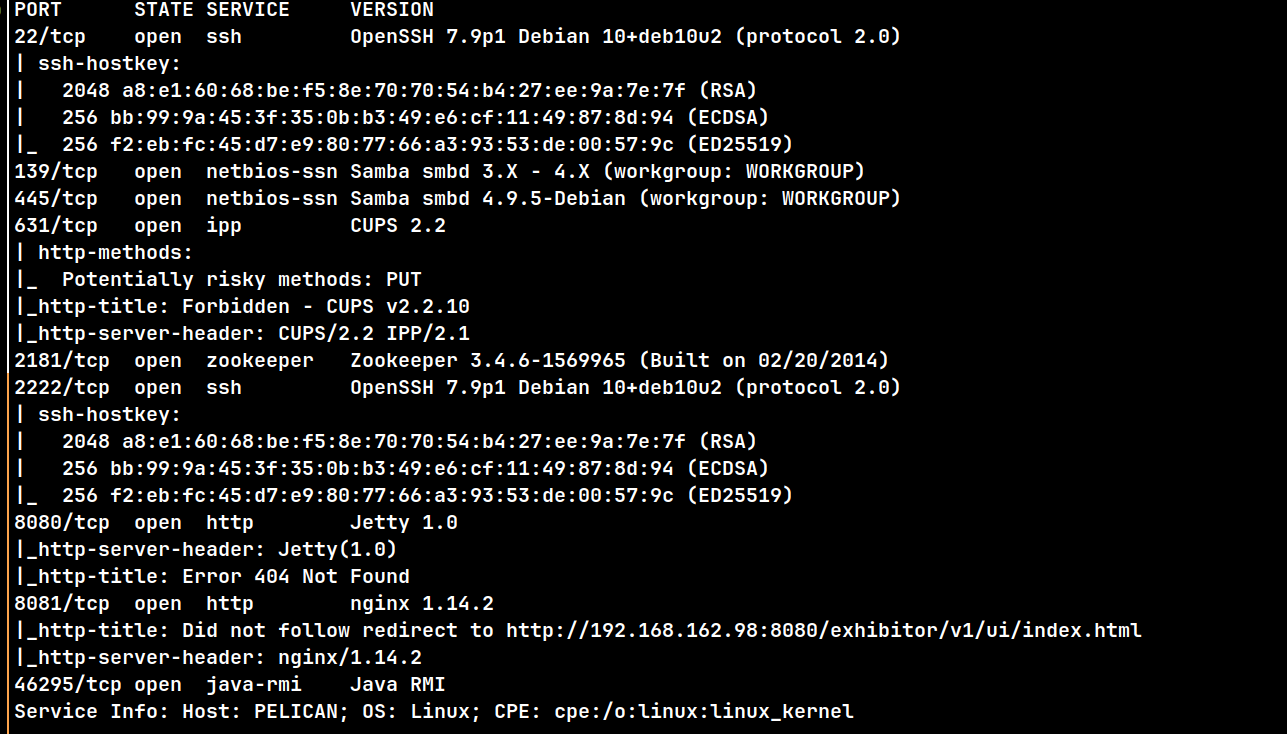 PORT      STATE SERVICE     VERSION
22/tcp    open  ssh         OpenSSH 7.9p1 Debian 10+deb10u2 (protocol 2.0)
| ssh-hostkey:
|   2048 a8:e1:60:68:be:f5:8e:70:70:54:b4:27:ee:9a:7e:7f (RSA)
|   256 bb:99:9a:45:3f:35:0b:b3:49:e6:cf:11:49:87:8d:94 (ECDSA)
|_  256 f2:eb:fc:45:d7:e9:80:77:66:a3:93:53:de:00:57:9c (ED25519)
139/tcp   open  netbios-ssn Samba smbd 3.X - 4.X (workgroup: WORKGROUP)
445/tcp   open  netbios-ssn Samba smbd 4.9.5-Debian (workgroup: WORKGROUP)
631/tcp   open  ipp         CUPS 2.2
| http-methods:
|_  Potentially risky methods: PUT
|_http-title: Forbidden - CUPS v2.2.10
|_http-server-header: CUPS/2.2 IPP/2.1
2181/tcp  open  zookeeper   Zookeeper 3.4.6-1569965 (Built on 02/20/2014)
2222/tcp  open  ssh         OpenSSH 7.9p1 Debian 10+deb10u2 (protocol 2.0)
| ssh-hostkey:
|   2048 a8:e1:60:68:be:f5:8e:70:70:54:b4:27:ee:9a:7e:7f (RSA)
|   256 bb:99:9a:45:3f:35:0b:b3:49:e6:cf:11:49:87:8d:94 (ECDSA)
|_  256 f2:eb:fc:45:d7:e9:80:77:66:a3:93:53:de:00:57:9c (ED25519)
8080/tcp  open  http        Jetty 1.0
|_http-server-header: Jetty(1.0)
|_http-title: Error 404 Not Found
8081/tcp  open  http        nginx 1.14.2
|_http-title: Did not follow redirect to http://192.168.162.98:8080/exhibitor/v1/ui/index.html
|_http-server-header: nginx/1.14.2
46295/tcp open  java-rmi    Java RMI
Service Info: Host: PELICAN; OS: Linux; CPE: cpe:/o:linux:linux_kernel